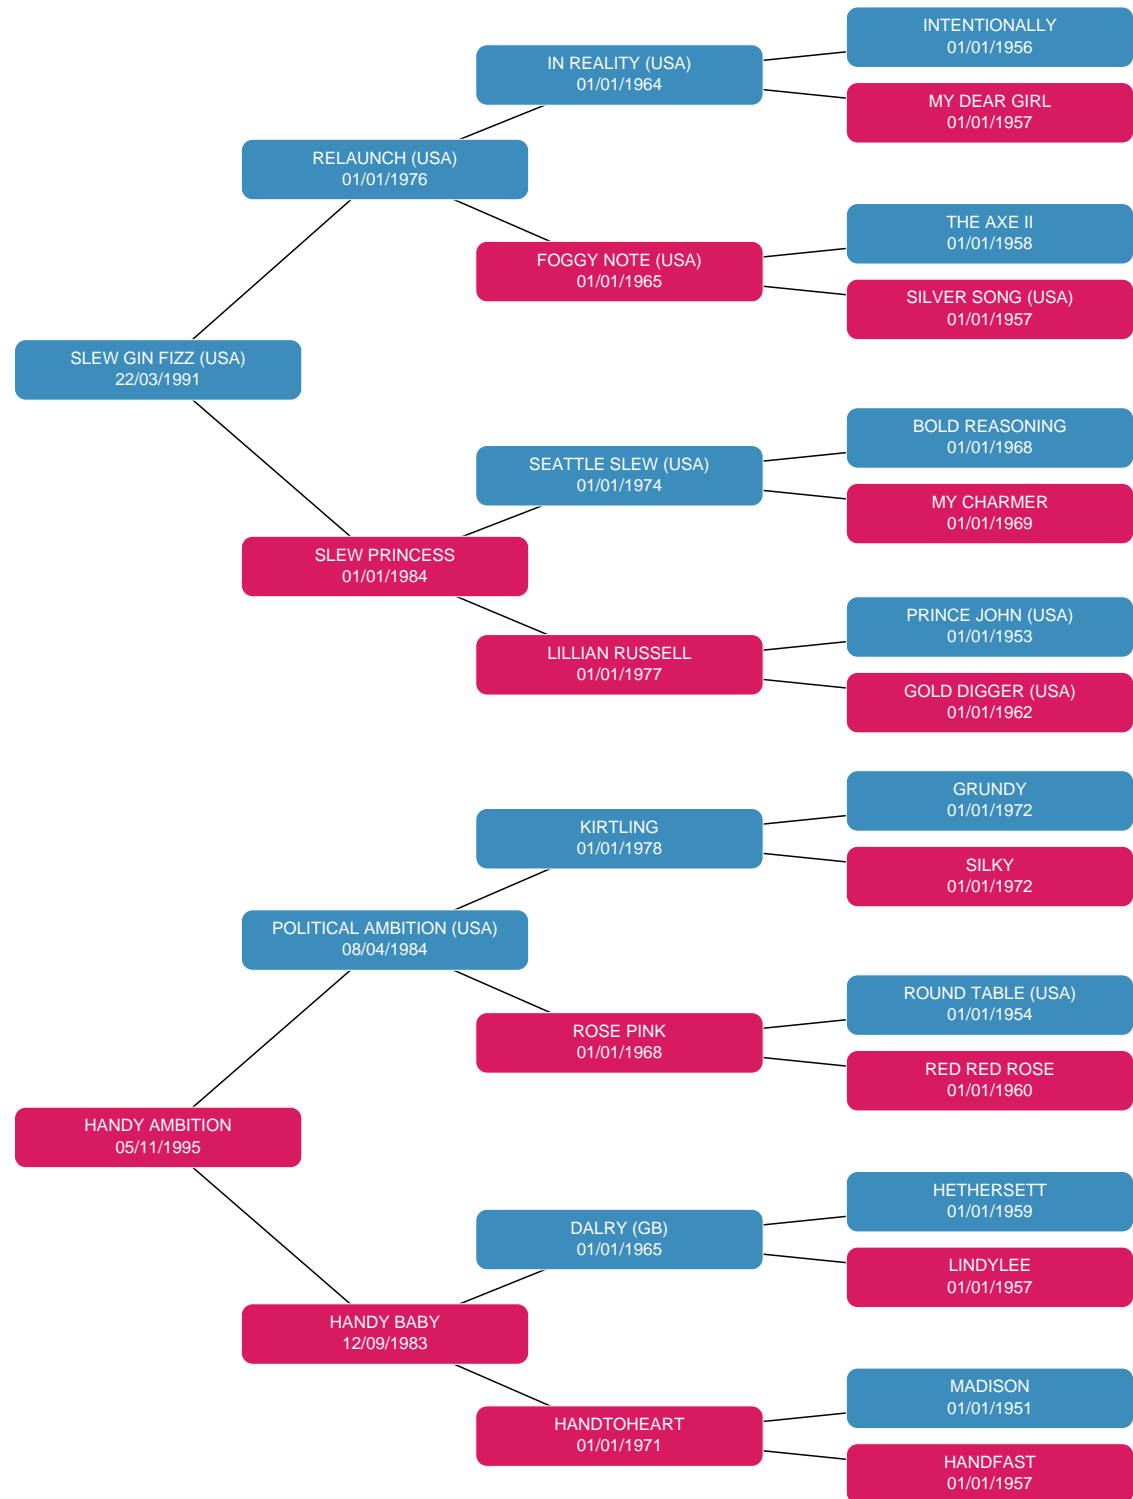 INTENTIONALLY
01/01/1956
IN REALITY (USA)
01/01/1964
MY DEAR GIRL
01/01/1957
RELAUNCH (USA)
01/01/1976
THE AXE II
01/01/1958
FOGGY NOTE (USA)
01/01/1965
SILVER SONG (USA)
01/01/1957
SLEW GIN FIZZ (USA)
22/03/1991
BOLD REASONING
01/01/1968
SEATTLE SLEW (USA)
01/01/1974
MY CHARMER
01/01/1969
SLEW PRINCESS
01/01/1984
PRINCE JOHN (USA)
01/01/1953
LILLIAN RUSSELL
01/01/1977
GOLD DIGGER (USA)
01/01/1962
GRUNDY
01/01/1972
KIRTLING
01/01/1978
SILKY
01/01/1972
POLITICAL AMBITION (USA)
08/04/1984
ROUND TABLE (USA)
01/01/1954
ROSE PINK
01/01/1968
RED RED ROSE
01/01/1960
HANDY AMBITION
05/11/1995
HETHERSETT
01/01/1959
DALRY (GB)
01/01/1965
LINDYLEE
01/01/1957
HANDY BABY
12/09/1983
MADISON
01/01/1951
HANDTOHEART
01/01/1971
HANDFAST
01/01/1957